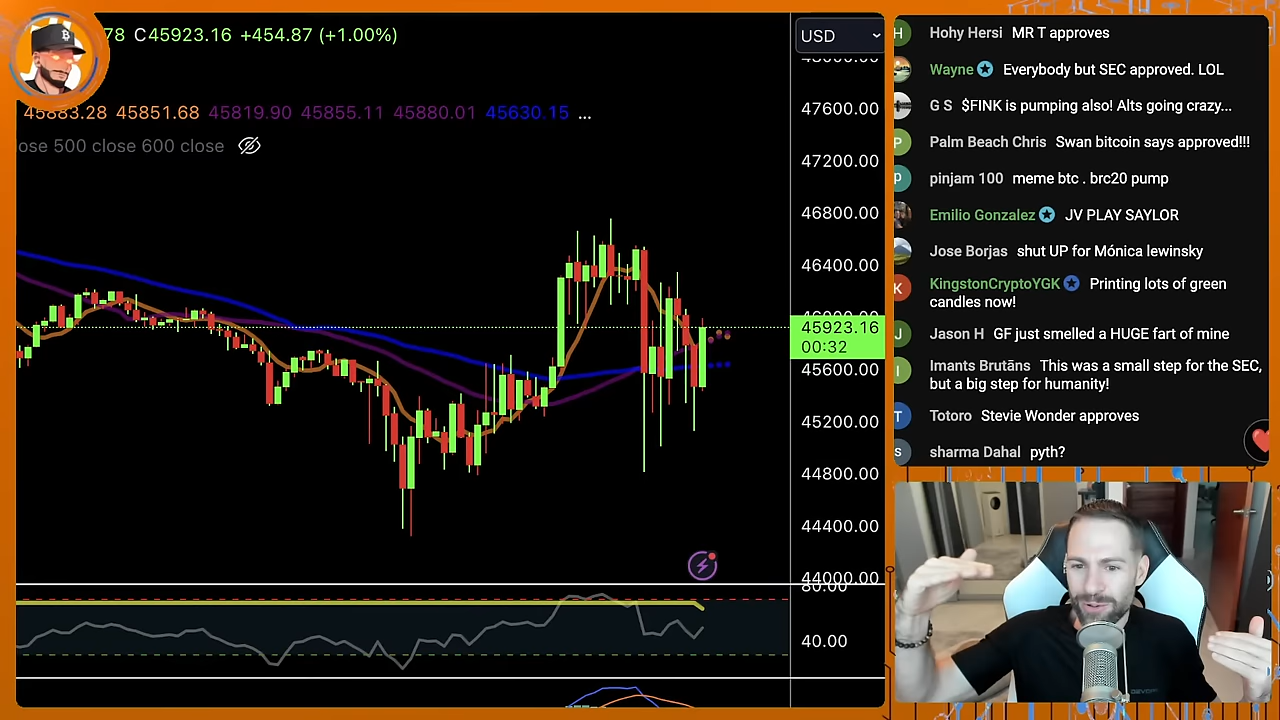 78 C45923.16 +454.87 (+1.00%)
45883.28 45851.68 45819.90 45855.11 45880.01 45630.15 ...
ose 500 close 600 close
USD
47600.00
47200.00
46800.00
46400.00
45923.16
00:32
45600.00
45200.00
44800.00
44400.00
44000.00
80.00
40.00
H Hohy Hersi MR T approves
Wayne Everybody but SEC approved. LOL
G S $FINK is pumping also! Alts going crazy...
P Palm Beach Chris Swan bitcoin says approved!!!
p pinjam 100 meme btc . brc20 pump
Emilio Gonzalez JV PLAY SAYLOR
Jose Borjas shut UP for Mónica lewinsky
K KingstonCryptoYGK Printing lots of green
candles now!
J Jason H GF just smelled a HUGE fart of mine
I Imants Brutāns This was a small step for the SEC,
but a big step for humanity!
T Totoro Stevie Wonder approves
s sharma Dahal pyth?